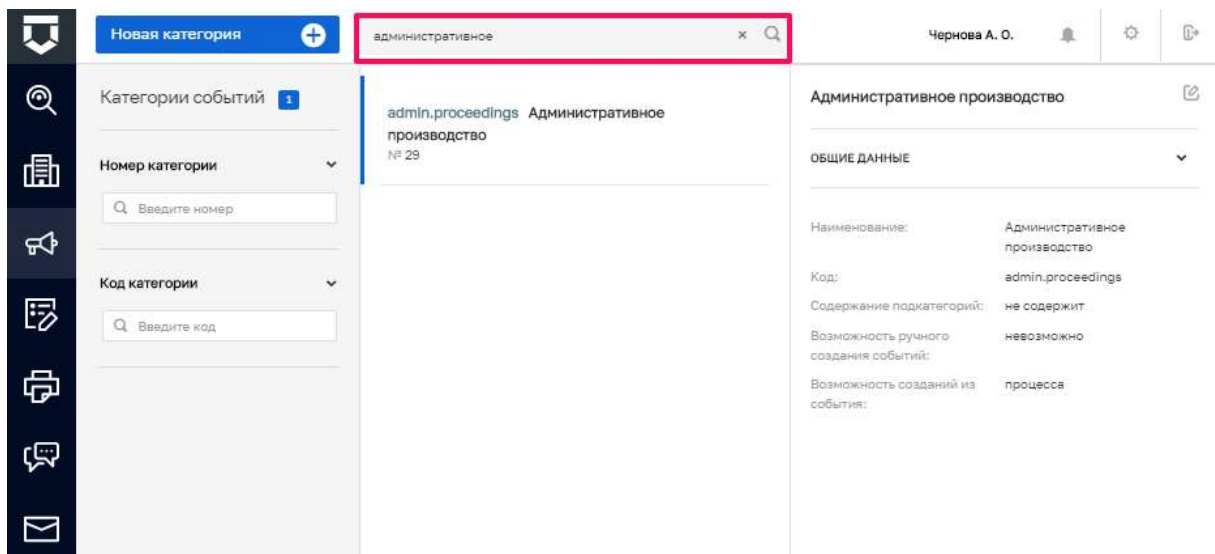 Новая категория
административное
Чернова А. О.
Категории событий 1
Номер категории
Введите номер
Код категории
Введите код
admin.proceedings Административное
производство
№ 29
Административное производство
ОБЩИЕ ДАННЫЕ
Наименование: Административное
производство
Код: admin.proceedings
Содержание подкатегорий: не содержит
Возможность ручного невозможно
создания событий:
Возможность созданий из процесса
события: